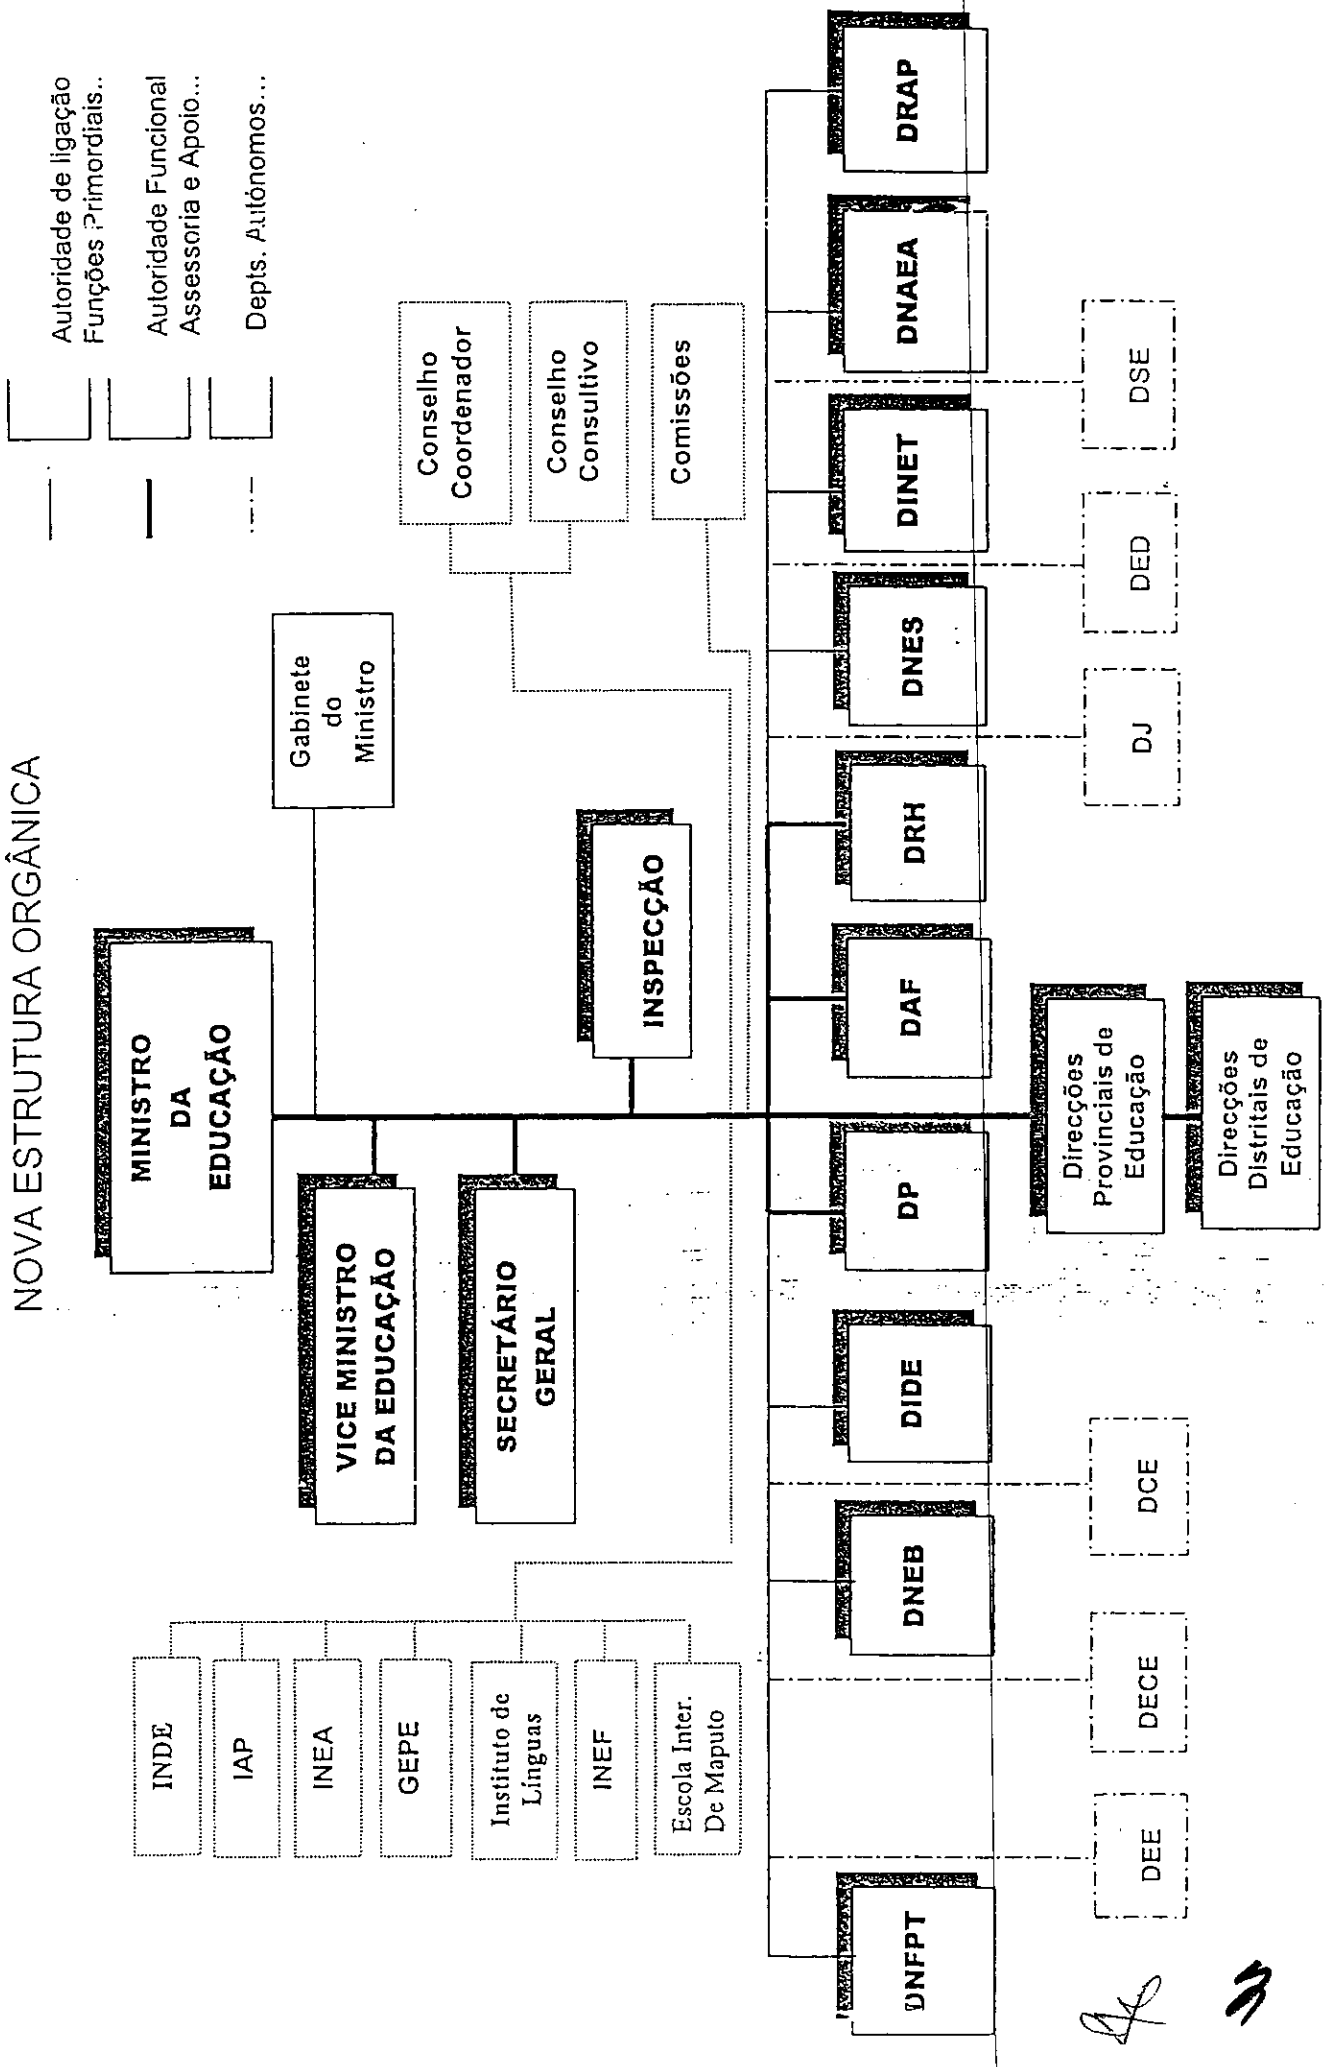 NOVA ESTRUTURA ORGÂNICA
Autoridade de ligação
Funções Primordiais..
Autoridade Funcional
Assessoria e Apoio...
Depts. Autónomos...
MINISTRO
DA
EDUCAÇÃO
Gabinete
do
Ministro
VICE MINISTRO
DA EDUCAÇÃO
SECRETÁRIO
GERAL
INSPECÇÃO
Conselho
Coordenador
Conselho
Consultivo
Comissões
INDE
IAP
INEA
GEPE
Instituto de
Línguas
INEF
Escola Inter.
De Maputo
DNFPT
DNEB
DIDE
DP
DAF
DRH
DNES
DINET
DNAEA
DRAP
DEE
DECE
DCE
DJ
DED
DSE
Direcções
Provinciais de
Educação
Direcções
Distritais de
Educação